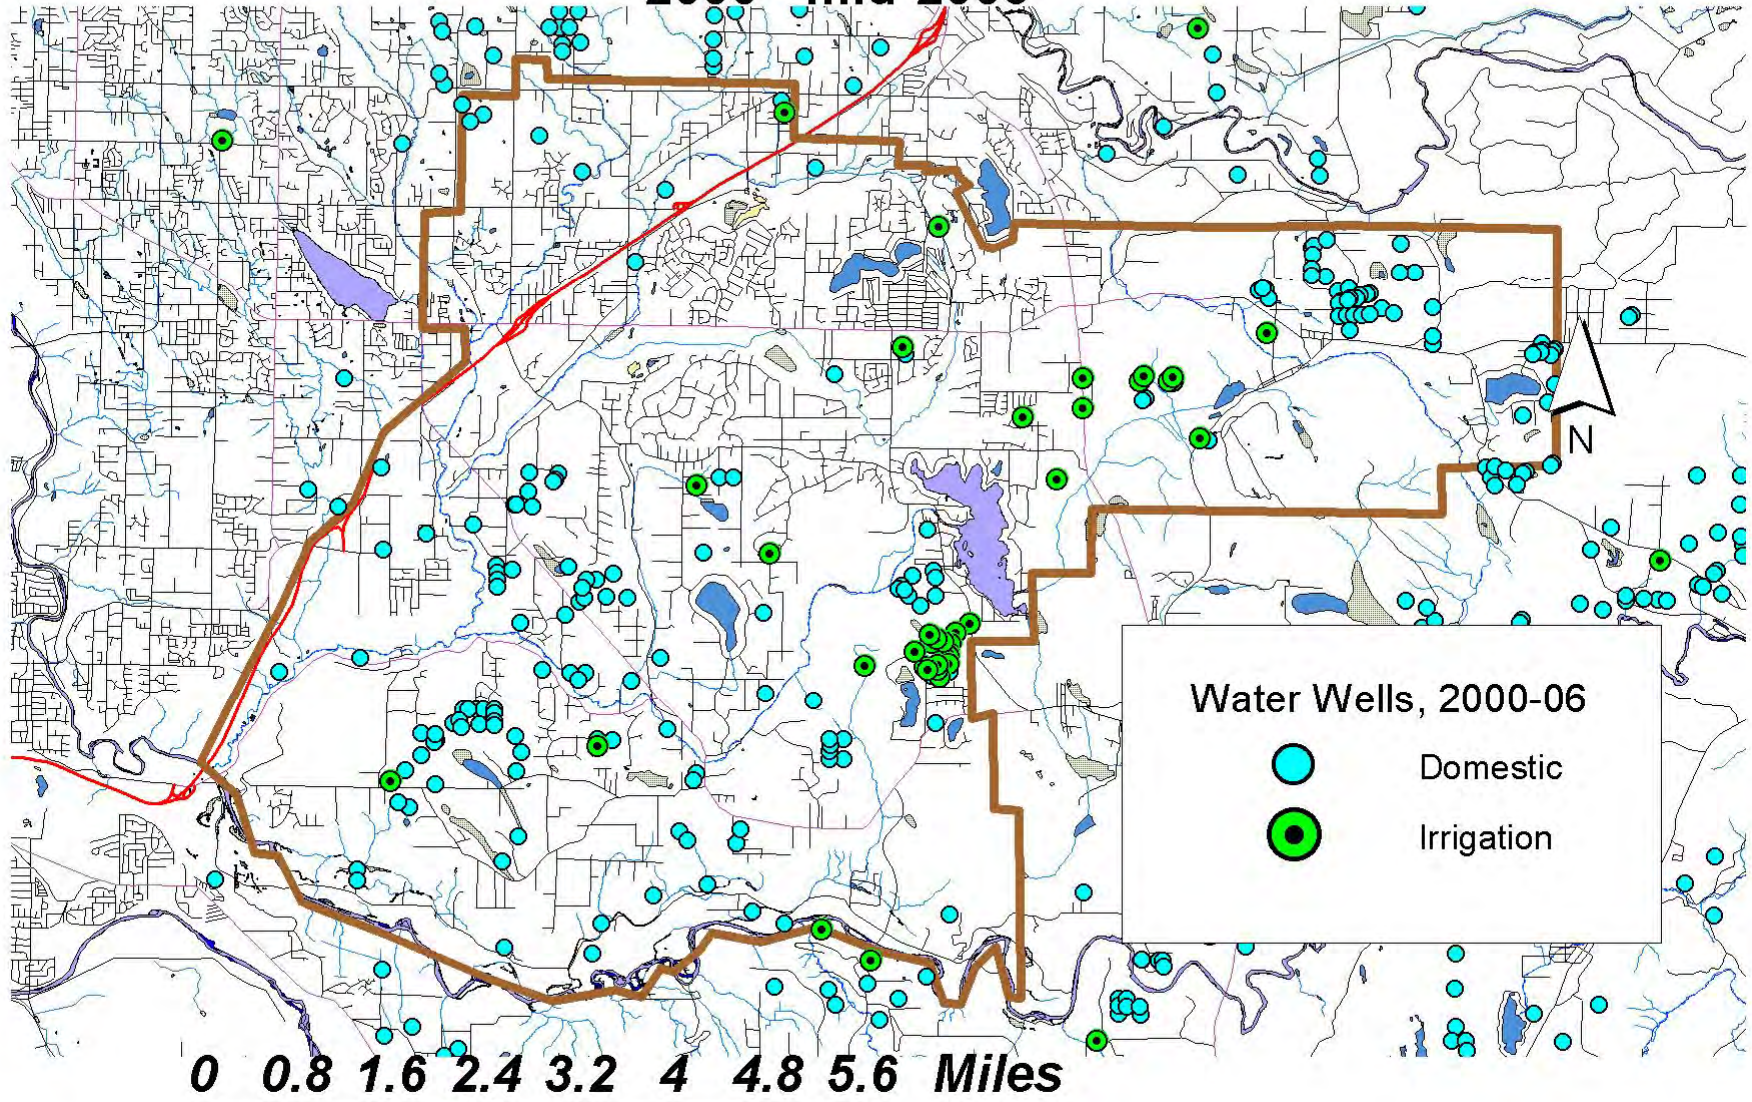 Water Wells, 2000-06
Domestic
Irrigation
N
0 0.8 1.6 2.4 3.2 4 4.8 5.6 Miles